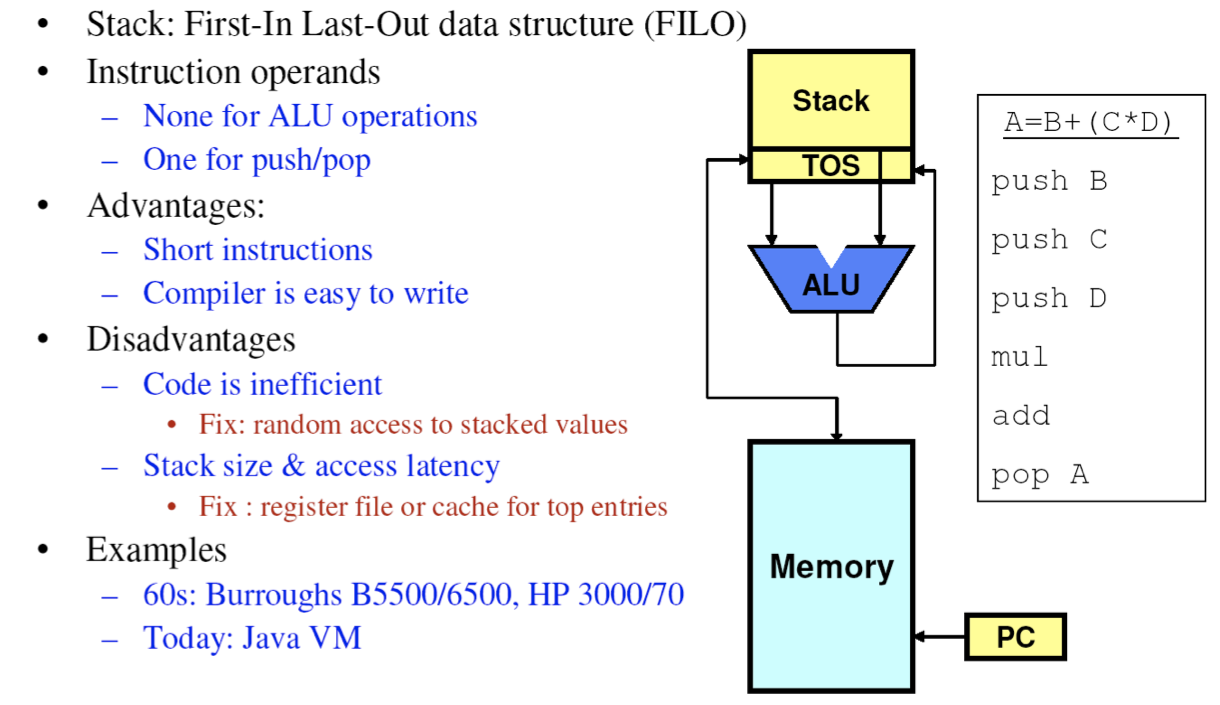 • Stack: First-In Last-Out data structure (FILO)
• Instruction operands
– None for ALU operations
– One for push/pop
• Advantages:
– Short instructions
– Compiler is easy to write
• Disadvantages
– Code is inefficient
• Fix: random access to stacked values
– Stack size & access latency
• Fix : register file or cache for top entries
• Examples
– 60s: Burroughs B5500/6500, HP 3000/70
– Today: Java VM
Stack
TOS
ALU
Memory
PC
A=B+(C*D)
push B
push C
push D
mul
add
pop A